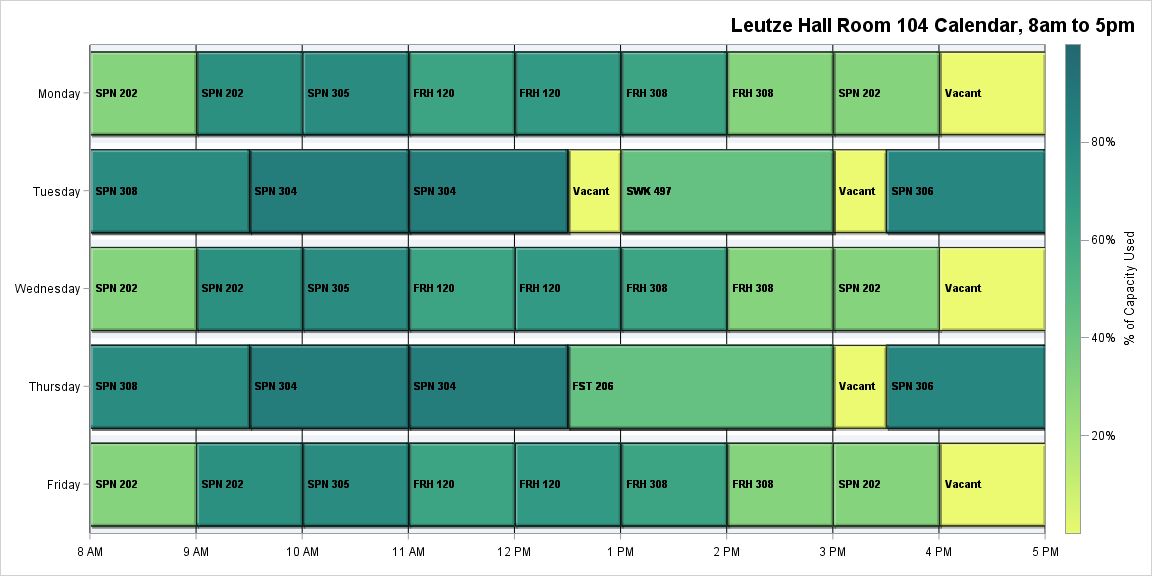 Leutze Hall Room 104 Calendar, 8am to 5pm
Monday
SPN 202
SPN 202
SPN 305
FRH 120
FRH 120
FRH 308
FRH 308
SPN 202
Vacant
Tuesday
SPN 308
SPN 304
SPN 304
Vacant
SWK 497
Vacant
SPN 306
Wednesday
SPN 202
SPN 202
SPN 305
FRH 120
FRH 120
FRH 308
FRH 308
SPN 202
Vacant
Thursday
SPN 308
SPN 304
SPN 304
FST 206
Vacant
SPN 306
Friday
SPN 202
SPN 202
SPN 305
FRH 120
FRH 120
FRH 308
FRH 308
SPN 202
Vacant
8 AM
9 AM
10 AM
11 AM
12 PM
1 PM
2 PM
3 PM
4 PM
5 PM
80%
60%
40%
20%
% of Capacity Used